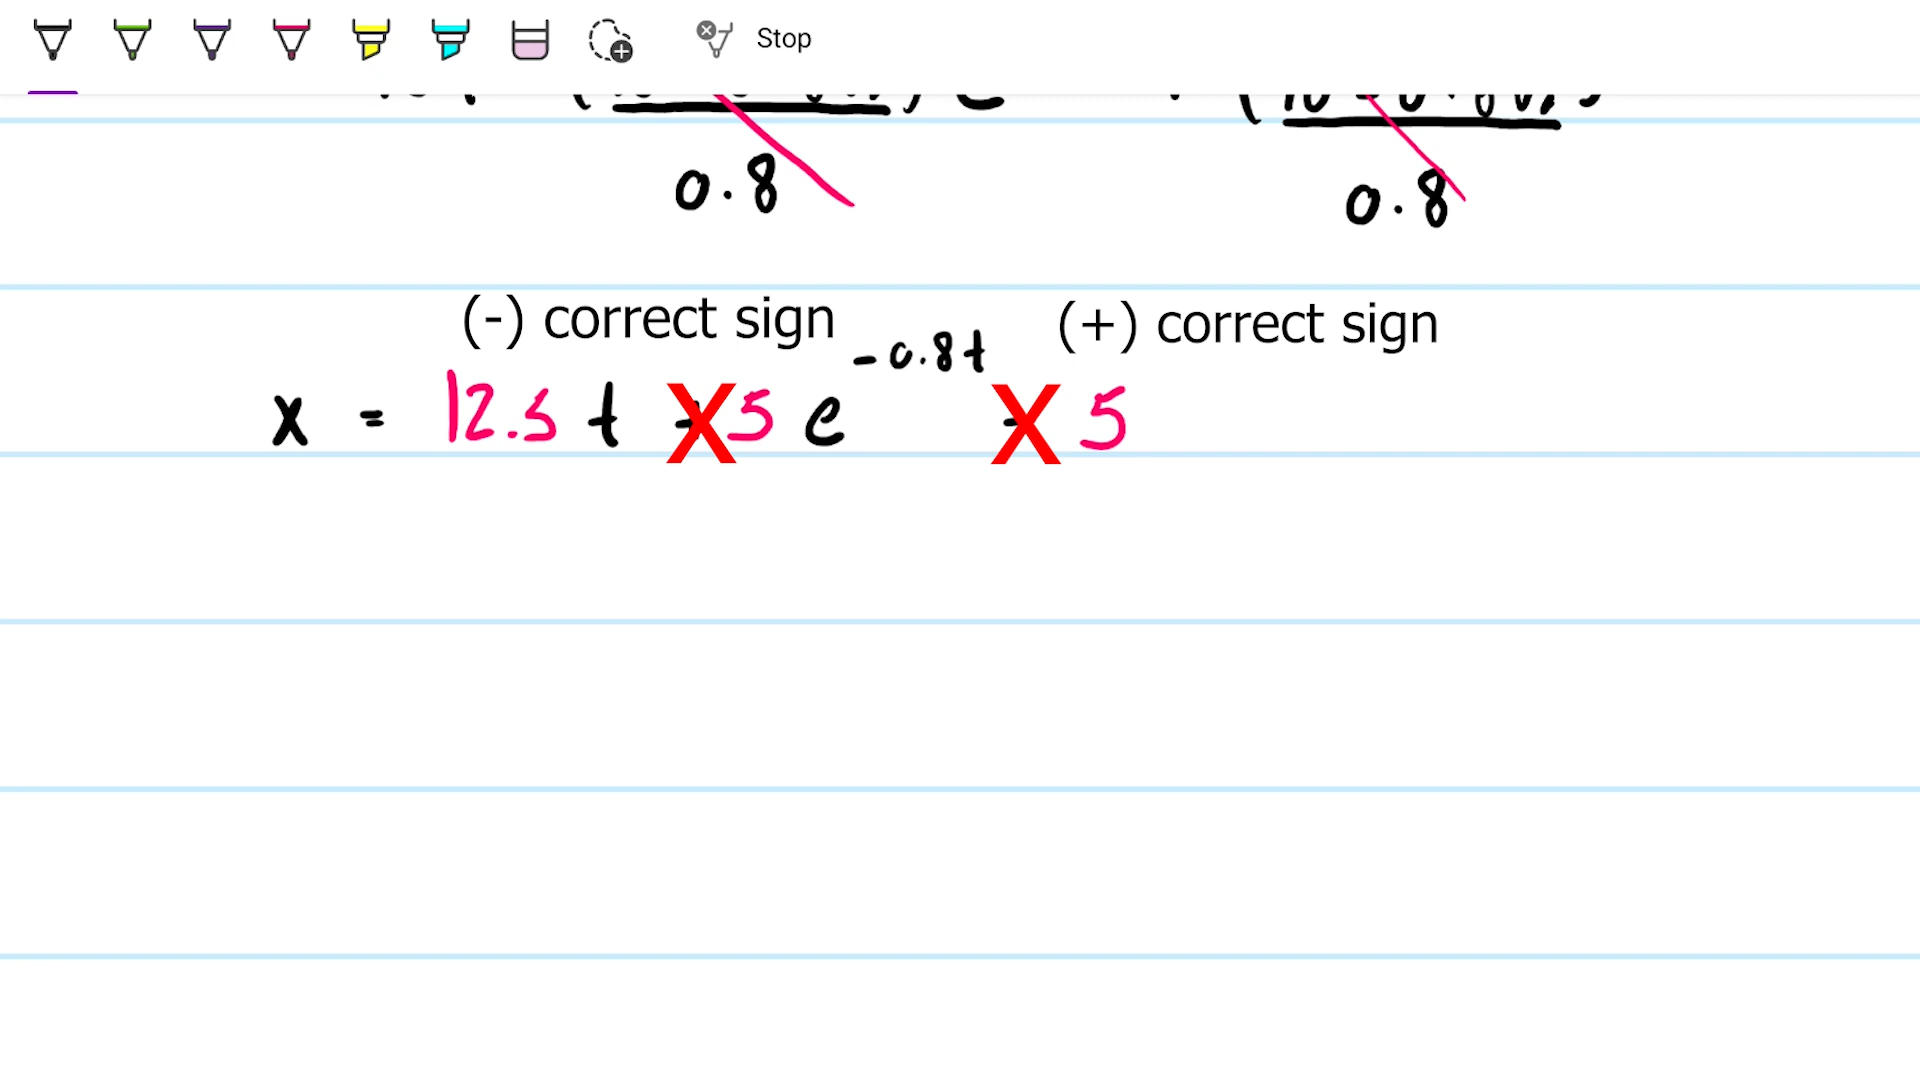 Stop
0.8 0.8
(-) correct sign (+) correct sign
-0.8t
x = 12.5 t X 5 e X 5